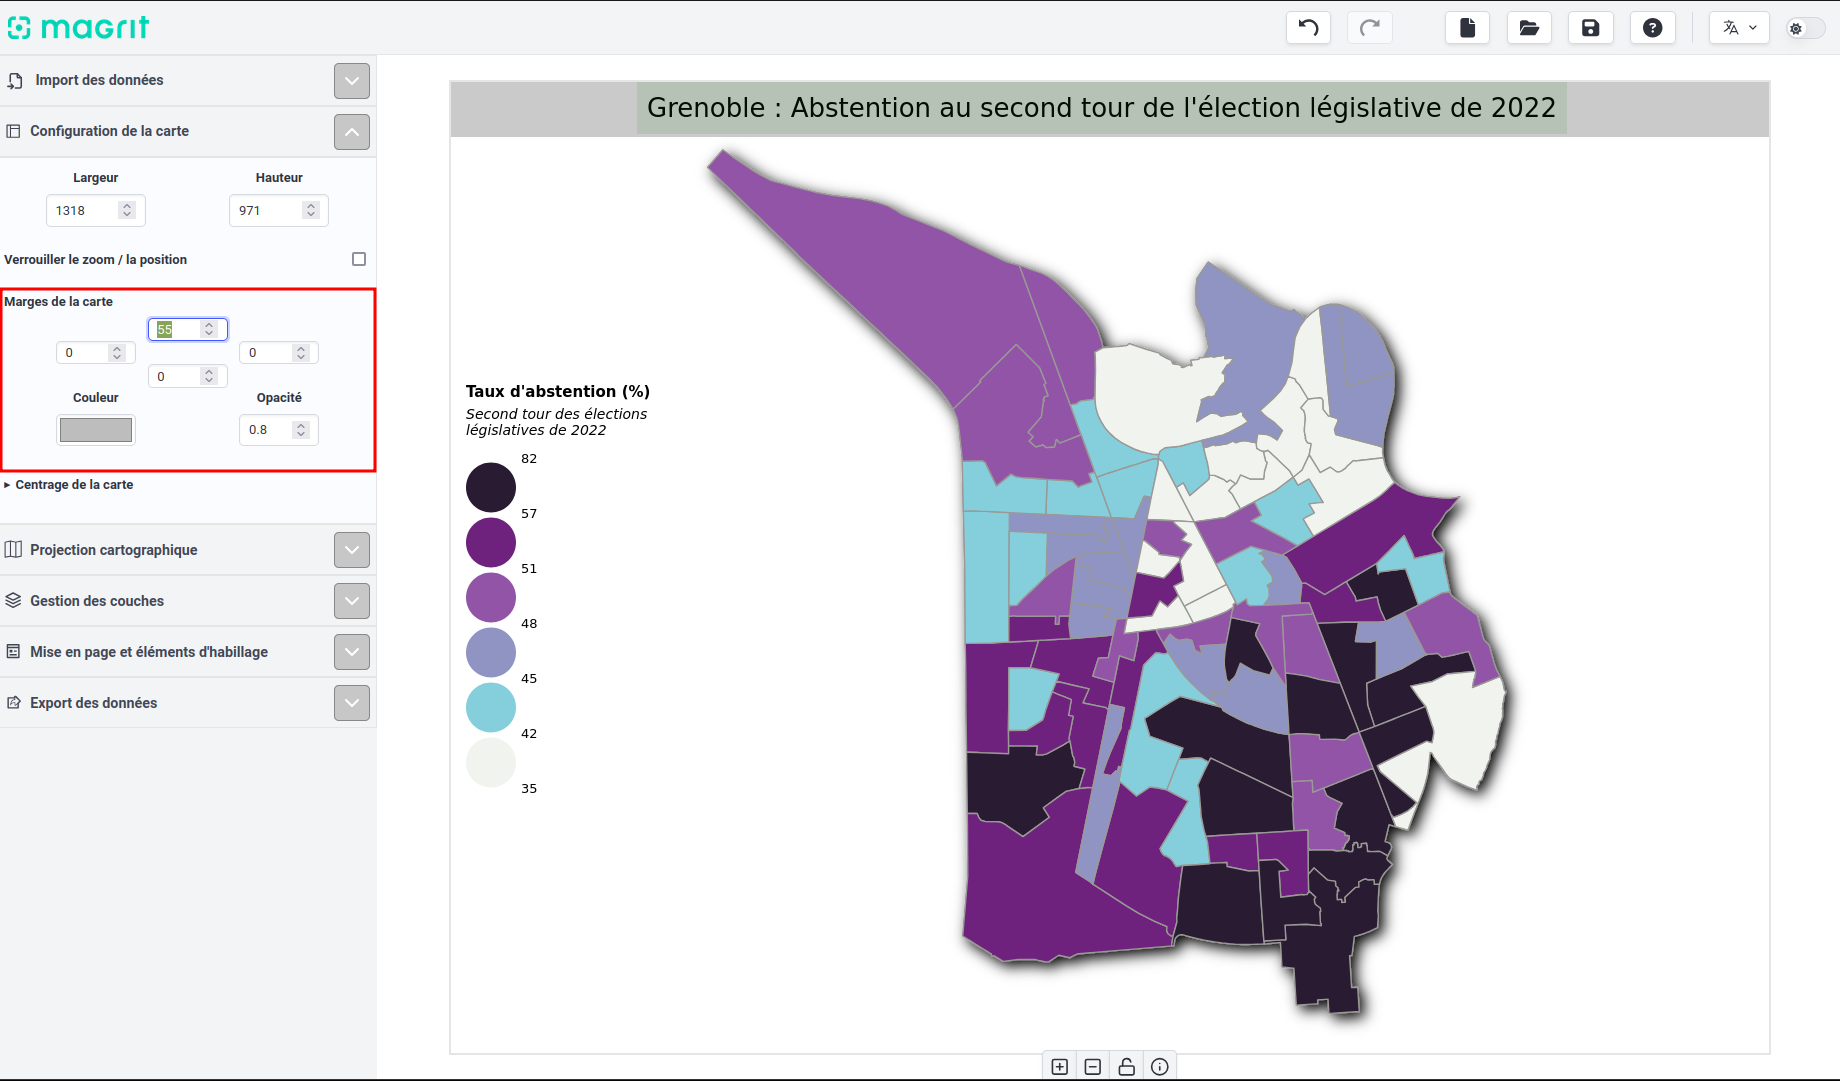 magrit
Import des données
Configuration de la carte
Largeur
Hauteur
1318
971
Verrouiller le zoom / la position
Marges de la carte
55
0
0
0
Couleur
Opacité
0.8
Centrage de la carte
Projection cartographique
Gestion des couches
Mise en page et éléments d'habillage
Export des données
Grenoble : Abstention au second tour de l'élection législative de 2022
Taux d'abstention (%)
Second tour des élections
législatives de 2022
82
57
51
48
45
42
35